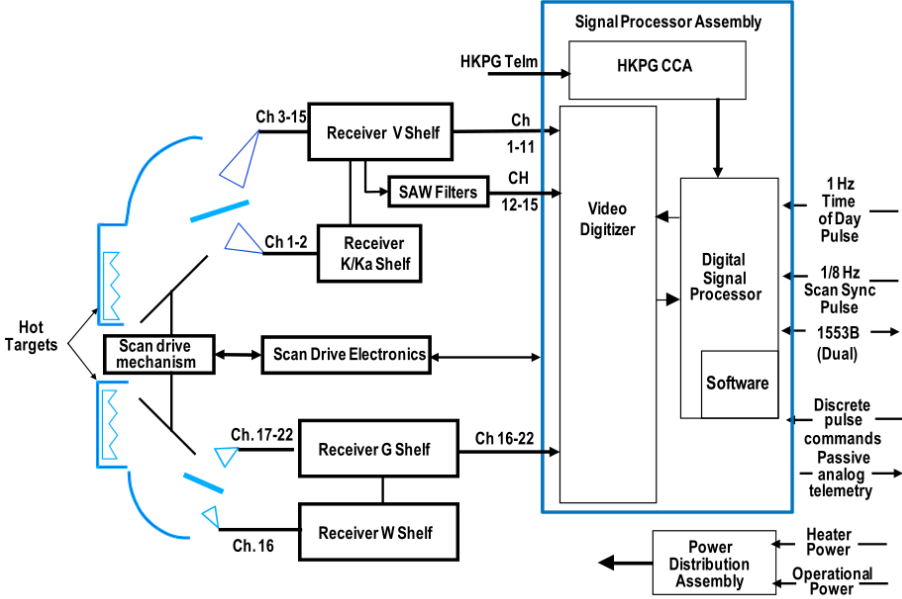 Signal Processor Assembly
HKPG Telm
HKPG CCA
Ch 3-15
Receiver V Shelf
Ch
1-11
SAW Filters
CH
12-15
Ch 1-2
Receiver
K/Ka Shelf
Video
Digitizer
Digital
Signal
Processor
Software
1 Hz
Time
of Day
Pulse
1/8 Hz
Scan Sync
Pulse
1553B
(Dual)
Discrete
pulse
commands
Passive
analog
telemetry
Hot
Targets
Scan drive
mechanism
Scan Drive Electronics
Ch. 17-22
Receiver G Shelf
Ch 16-22
Receiver W Shelf
Ch. 16
Power
Distribution
Assembly
Heater
Power
Operational
Power